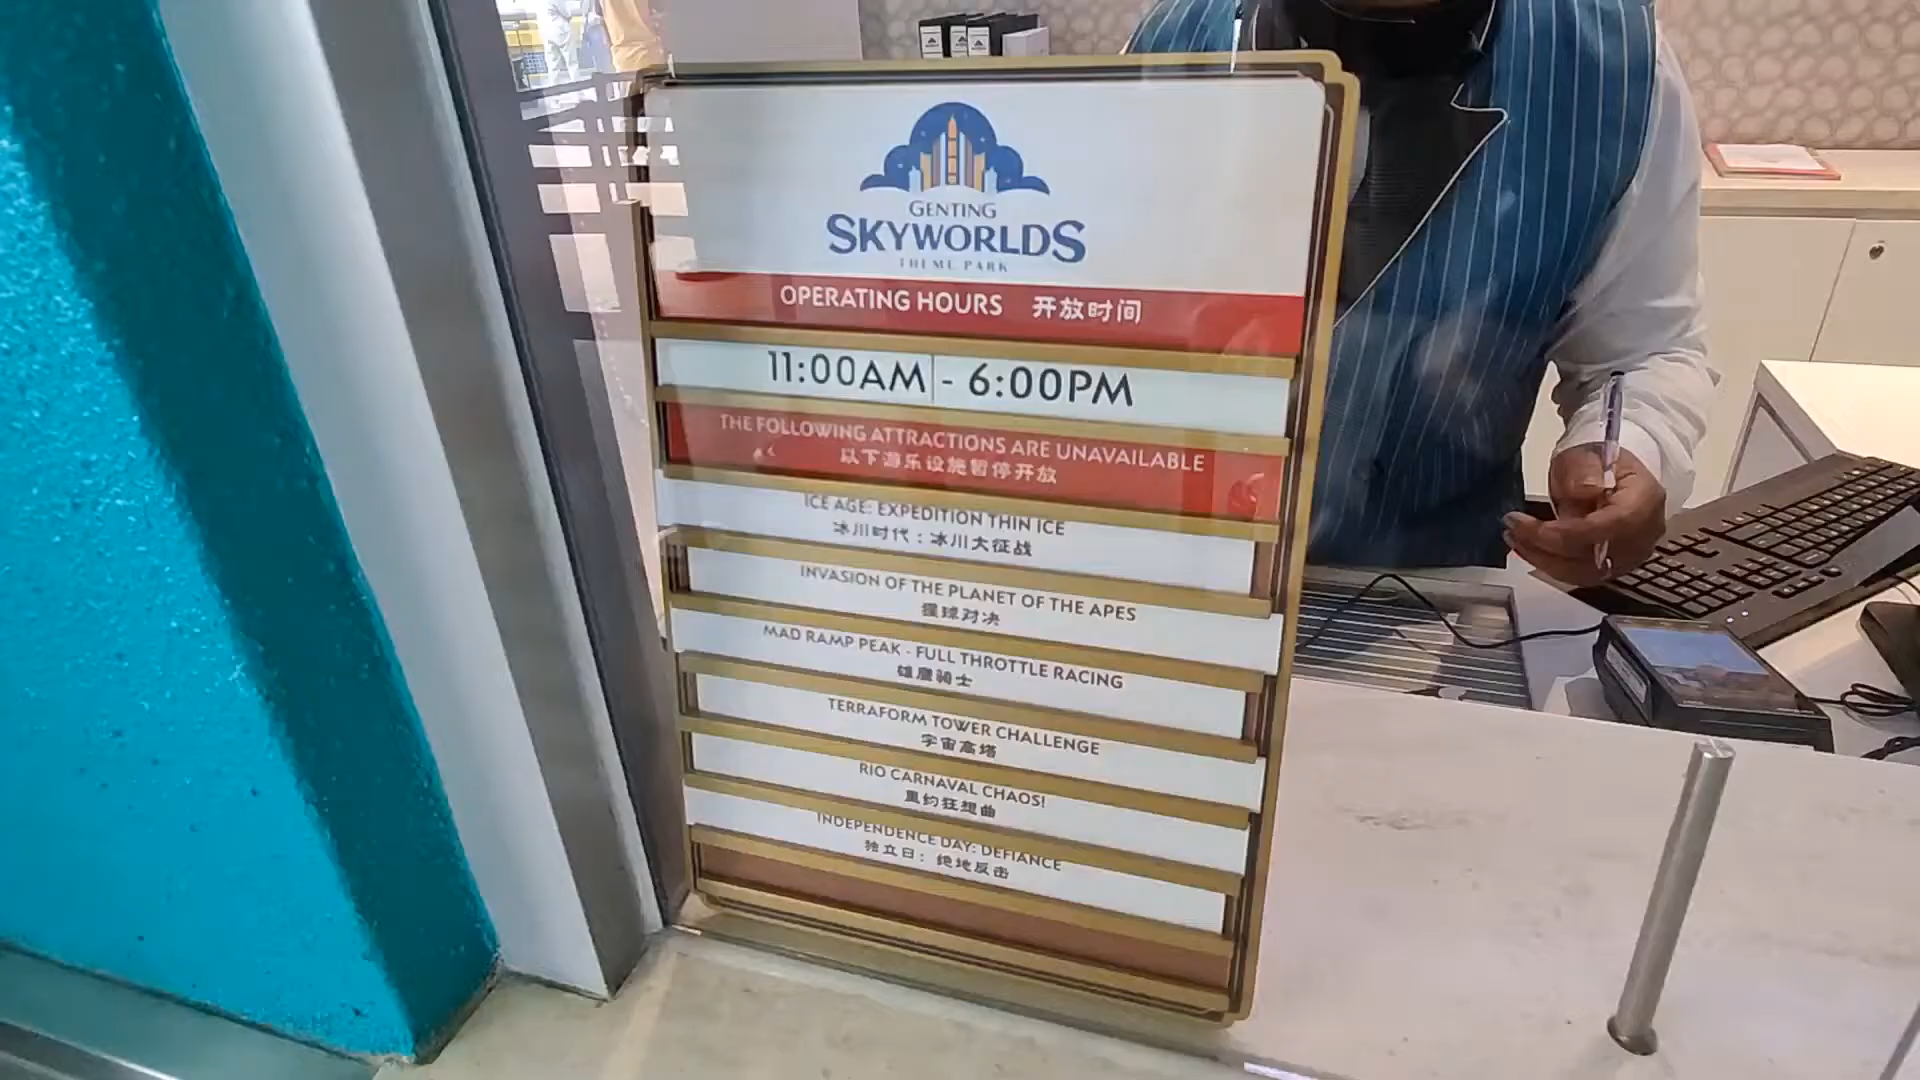 GENTING
SKYWORLDS
THEME PARK
OPERATING HOURS 开放时间
11:00AM - 6:00PM
THE FOLLOWING ATTRACTIONS ARE UNAVAILABLE
以下游乐设施暂停开放
ICE AGE: EXPEDITION THIN ICE
冰川时代：冰川大征战
INVASION OF THE PLANET OF THE APES
猩球对决
MAD RAMP PEAK - FULL THROTTLE RACING
雄鹰骑士
TERRAFORM TOWER CHALLENGE
宇宙高塔
RIO CARNAVAL CHAOS!
里约狂想曲
INDEPENDENCE DAY: DEFIANCE
独立日：绝地反击